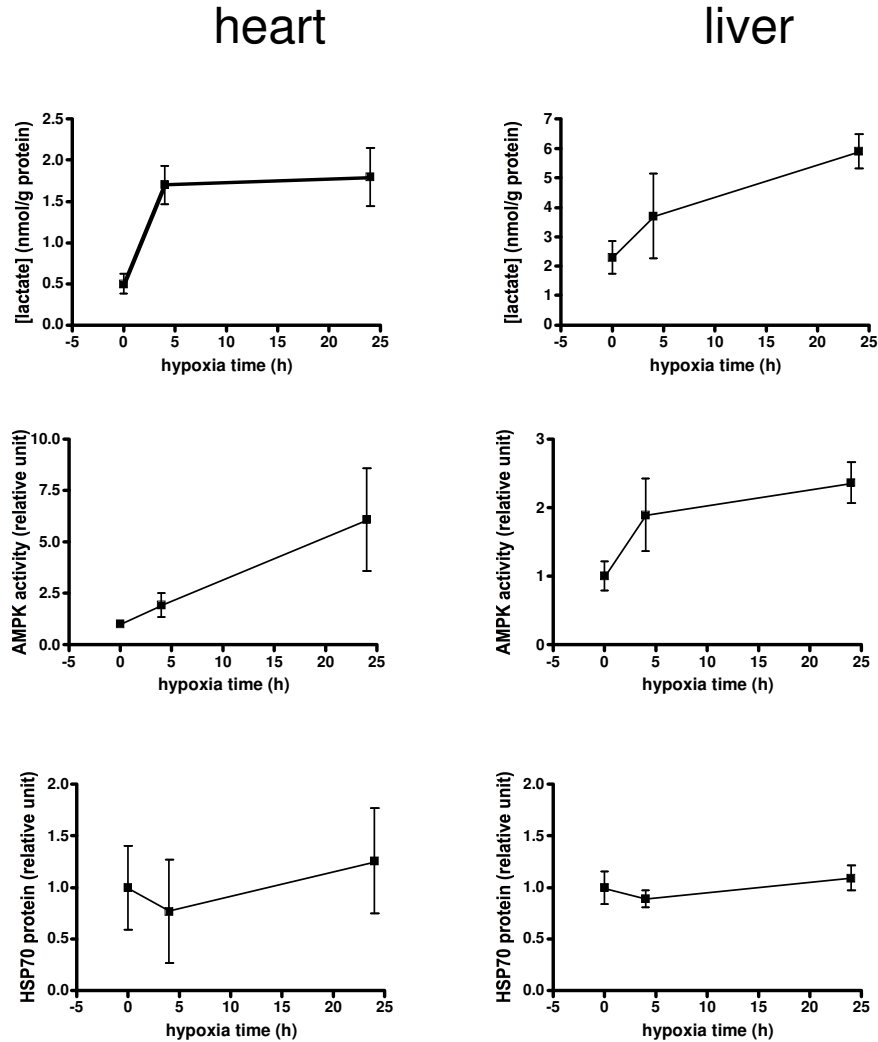 heart
liver
[lactate] (nmol/g protein)
2.5
2.0
1.5
1.0
0.5
0.0
-5 0 5 10 15 20 25
hypoxia time (h)
[lactate] (nmol/g protein)
7
6
5
4
3
2
1
0
-5 0 5 10 15 20 25
hypoxia time (h)
AMPK activity (relative unit)
10.0
7.5
5.0
2.5
0.0
-5 0 5 10 15 20 25
hypoxia time (h)
AMPK activity (relative unit)
3
2
1
0
-5 0 5 10 15 20 25
hypoxia time (h)
HSP70 protein (relative unit)
2.0
1.5
1.0
0.5
0.0
-5 0 5 10 15 20 25
hypoxia time (h)
HSP70 protein (relative unit)
2.0
1.5
1.0
0.5
0.0
-5 0 5 10 15 20 25
hypoxia time (h)